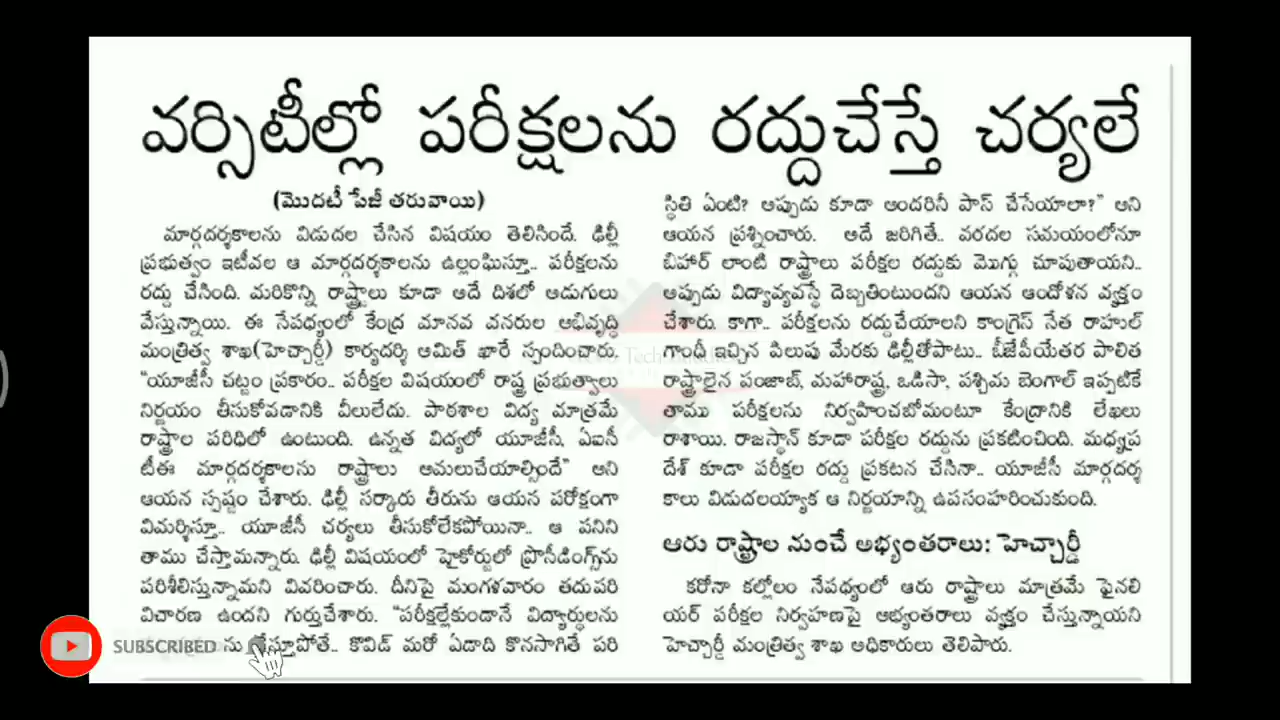 వర్సిటీల్లో పరీక్షలను రద్దుచేస్తే చర్యలే
(మొదటి పేజీ తరువాయి)
మార్గదర్శకాలను విడుదల చేసిన విషయం తెలిసిందే. ఢిల్లీ
ప్రభుత్వం ఇటీవల ఆ మార్గదర్శకాలను ఉల్లంఘిస్తూ.. పరీక్షలను
రద్దు చేసింది. మరికొన్ని రాష్ట్రాలు కూడా అదే దిశలో అడుగులు
వేస్తున్నాయి. ఈ నేపథ్యంలో కేంద్ర మానవ వనరుల అభివృద్ధి
మంత్రిత్వ శాఖ(హెచ్చార్డీ) కార్యదర్శి అమిత్ ఖారే స్పందించారు.
“యూజీసీ చట్టం ప్రకారం.. పరీక్షల విషయంలో రాష్ట్ర ప్రభుత్వాలు
నిర్ణయం తీసుకోవడానికి వీలులేదు. పాఠశాల విద్య మాత్రమే
రాష్ట్రాల పరిధిలో ఉంటుంది. ఉన్నత విద్యలో యూజీసీ, ఏఐసీ
టీఈ మార్గదర్శకాలను రాష్ట్రాలు అమలుచేయాల్సిందే” అని
ఆయన స్పష్టం చేశారు. ఢిల్లీ సర్కారు తీరును ఆయన పరోక్షంగా
విమర్శిస్తూ.. యూజీసీ చర్యలు తీసుకోలేకపోయినా.. ఆ పనిని
తాము చేస్తామన్నారు. ఢిల్లీ విషయంలో హైకోర్టులో ప్రొసీడింగ్స్‌ను
పరిశీలిస్తున్నామని వివరించారు. దీనిపై మంగళవారం తదుపరి
విచారణ ఉందని గుర్తుచేశారు. “పరీక్షల్లేకుండానే విద్యార్థులను
ను చేస్తూపోతే.. కొవిడ్ మరో ఏడాది కొనసాగితే పరి
స్థితి ఏంటి? అప్పుడు కూడా అందరినీ పాస్ చేసేయాలా?” అని
ఆయన ప్రశ్నించారు. అదే జరిగితే.. వరదల సమయంలోనూ
బిహార్ లాంటి రాష్ట్రాలు పరీక్షల రద్దుకు మొగ్గు చూపుతాయని..
అప్పుడు విద్యావ్యవస్థే దెబ్బతింటుందని ఆయన ఆందోళన వ్యక్తం
చేశారు. కాగా.. పరీక్షలను రద్దుచేయాలని కాంగ్రెస్ నేత రాహుల్
గాంధీ ఇచ్చిన పిలుపు మేరకు ఢిల్లీతోపాటు.. బీజేపీయేతర పాలిత
రాష్ట్రాలైన పంజాబ్, మహారాష్ట్ర, ఒడిసా, పశ్చిమ బెంగాల్ ఇప్పటికే
తాము పరీక్షలను నిర్వహించబోమంటూ కేంద్రానికి లేఖలు
రాశాయి. రాజస్థాన్ కూడా పరీక్షల రద్దును ప్రకటించింది. మధ్యప్ర
దేశ్ కూడా పరీక్షల రద్దు ప్రకటన చేసినా.. యూజీసీ మార్గదర్శ
కాలు విడుదలయ్యాక ఆ నిర్ణయాన్ని ఉపసంహరించుకుంది.
ఆరు రాష్ట్రాల నుంచే అభ్యంతరాలు: హెచ్చార్డీ
కరోనా కల్లోలం నేపథ్యంలో ఆరు రాష్ట్రాలు మాత్రమే ఫైనలి
యర్ పరీక్షల నిర్వహణపై అభ్యంతరాలు వ్యక్తం చేస్తున్నాయని
హెచ్చార్డీ మంత్రిత్వ శాఖ అధికారులు తెలిపారు.
SUBSCRIBED